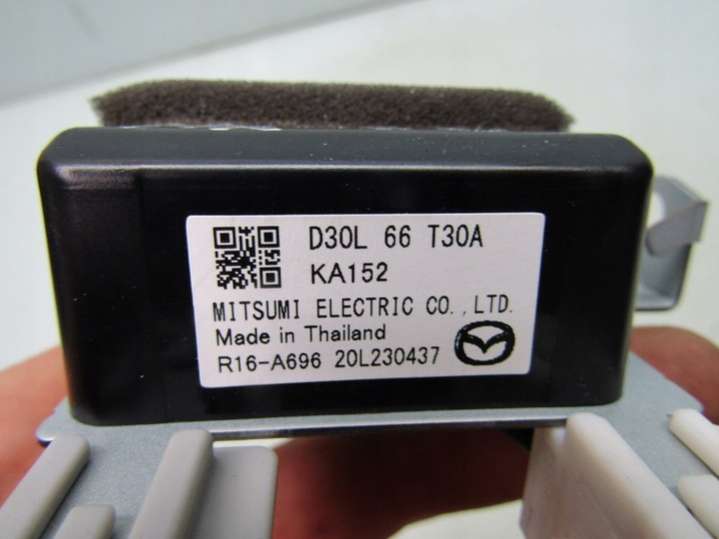 D30L 66 T30A
KA152
MITSUMI ELECTRIC CO.,LTD.
Made in Thailand
R16-A696 20L230437